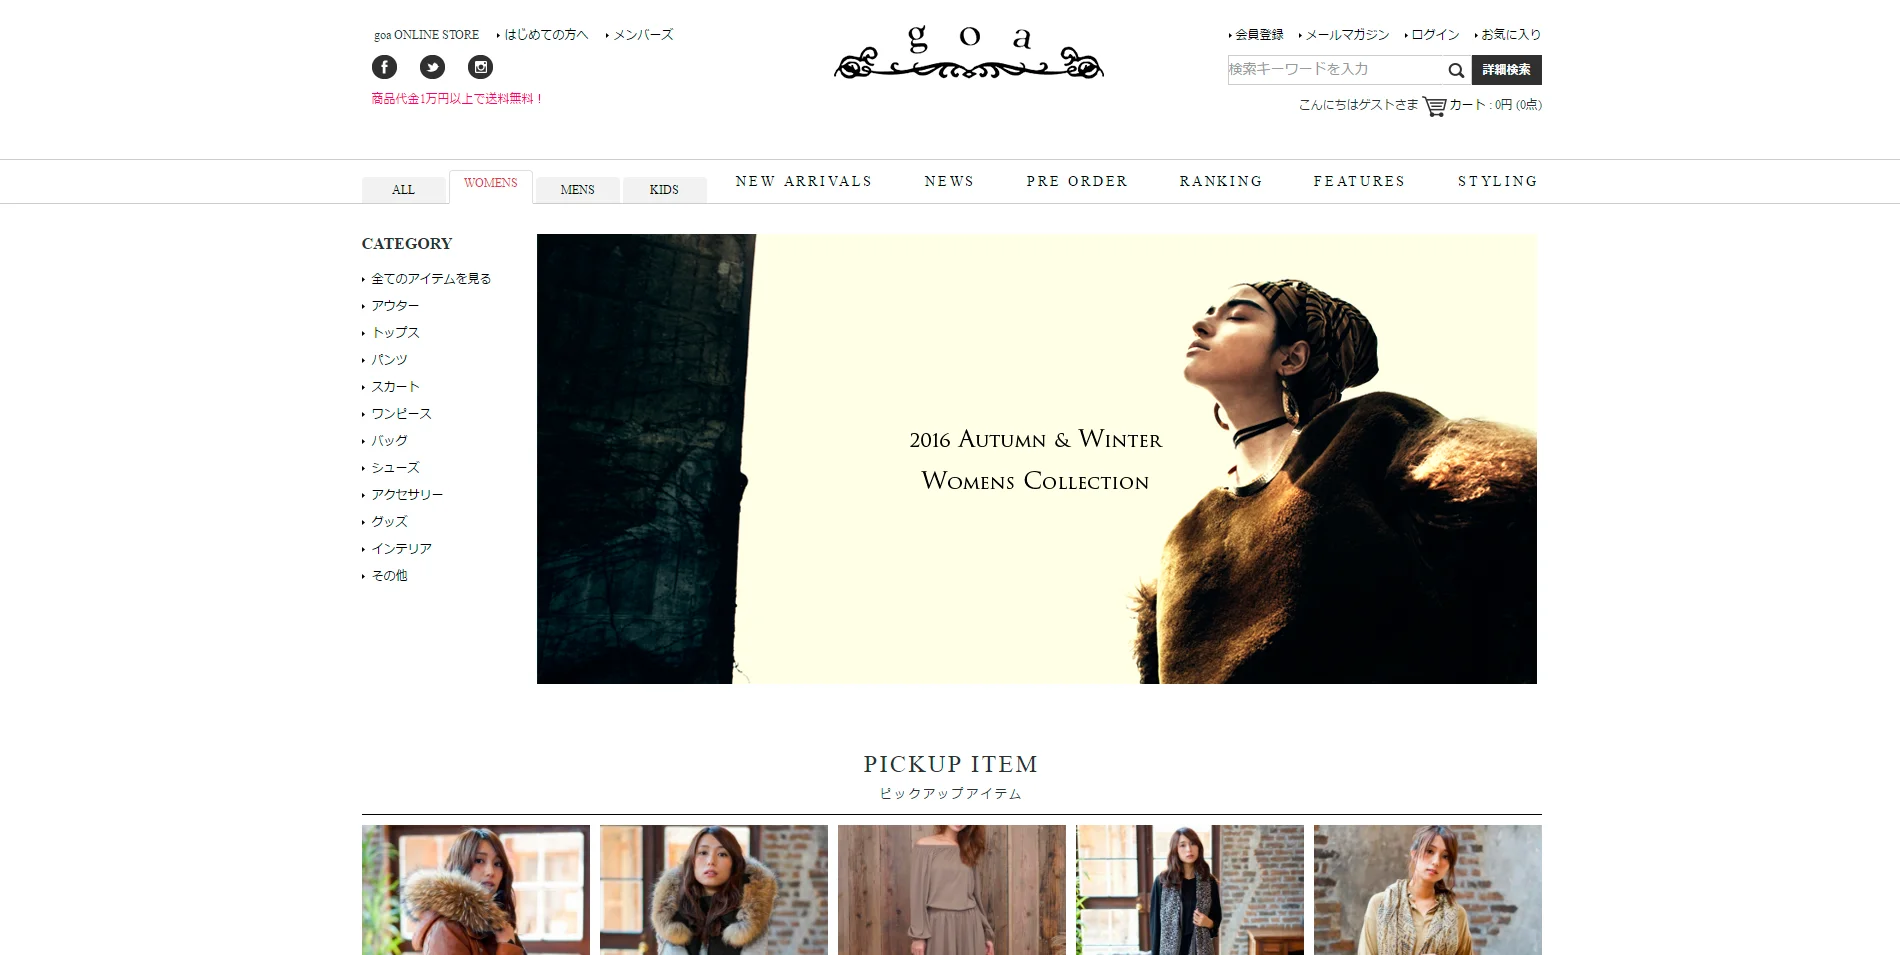 goa ONLINE STORE はじめての方へ メンバーズ
goa
会員登録 メールマガジン ログイン お気に入り
検索キーワードを入力 詳細検索
商品代金1万円以上で送料無料！
こんにちはゲストさま カート : 0円 (0点)
ALL WOMENS MENS KIDS NEW ARRIVALS NEWS PRE ORDER RANKING FEATURES STYLING
CATEGORY
全てのアイテムを見る
アウター
トップス
パンツ
スカート
ワンピース
バッグ
シューズ
アクセサリー
グッズ
インテリア
その他
2016 Autumn & Winter
Womens Collection
PICKUP ITEM
ピックアップアイテム